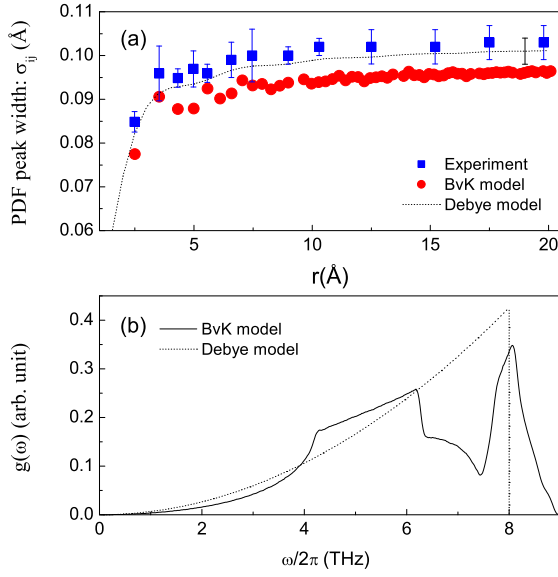 (a)
PDF peak width: σij (Å)
0.11
0.10
0.09
0.08
0.07
0.06
Experiment
BvK model
Debye model
5 10 15 20
r(Å)
(b)
BvK model
Debye model
g(ω) (arb. unit)
0.4
0.3
0.2
0.1
0.0
0 2 4 6 8
ω/2π (THz)